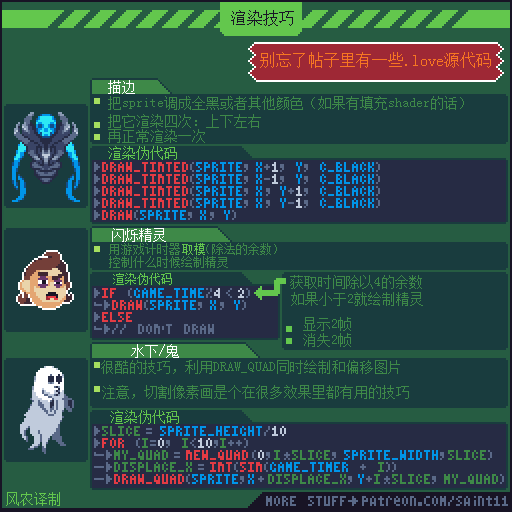 渲染技巧
别忘了帖子里有一些.love源代码
描边
把sprite调成全黑或者其他颜色（如果有填充shader的话）
把它渲染四次：上下左右
再正常渲染一次
渲染伪代码
DRAW_TINTED(SPRITE, X+1, Y, C_BLACK)
DRAW_TINTED(SPRITE, X-1, Y, C_BLACK)
DRAW_TINTED(SPRITE, X, Y+1, C_BLACK)
DRAW_TINTED(SPRITE, X, Y-1, C_BLACK)
DRAW(SPRITE, X, Y)
闪烁精灵
用游戏计时器取模(除法的余数)
控制什么时候绘制精灵
渲染伪代码
IF (GAME_TIME%4 < 2)
DRAW(SPRITE, X, Y)
ELSE
// DON'T DRAW
获取时间除以4的余数
如果小于2就绘制精灵
显示2帧
消失2帧
水下/鬼
很酷的技巧，利用DRAW_QUAD同时绘制和偏移图片
注意，切割像素画是个在很多效果里都有用的技巧
渲染伪代码
SLICE = SPRITE_HEIGHT/10
FOR (I=0, I<10,I++)
MY_QUAD = NEW_QUAD(0,I*SLICE, SPRITE_WIDTH,SLICE)
DISPLACE_X = INT(SIN(GAME_TIMER + I))
DRAW_QUAD(SPRITE,X+DISPLACE_X,Y+I*SLICE, MY_QUAD)
风农译制
MORE STUFF→PATREON.COM/SAINT11